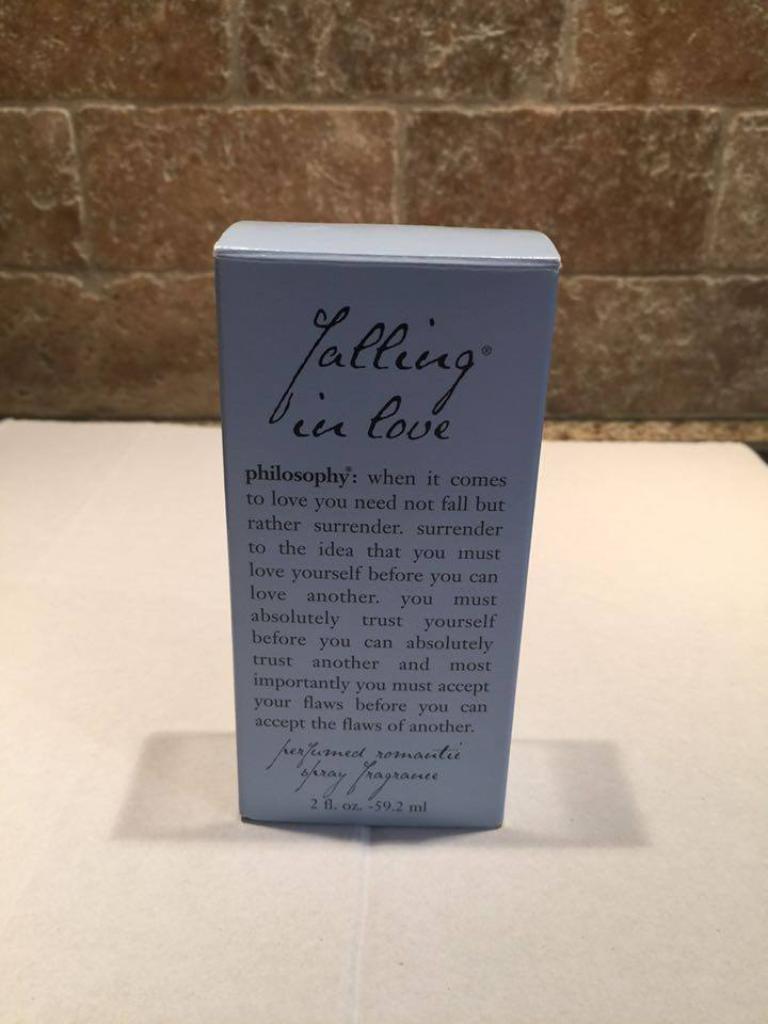 falling®
in love
philosophy®: when it comes
to love you need not fall but
rather surrender. surrender
to the idea that you must
love yourself before you can
love another. you must
absolutely trust yourself
before you can absolutely
trust another and most
importantly you must accept
your flaws before you can
accept the flaws of another.
perfumed romantic
spray fragrance
2 fl. oz. -59.2 ml